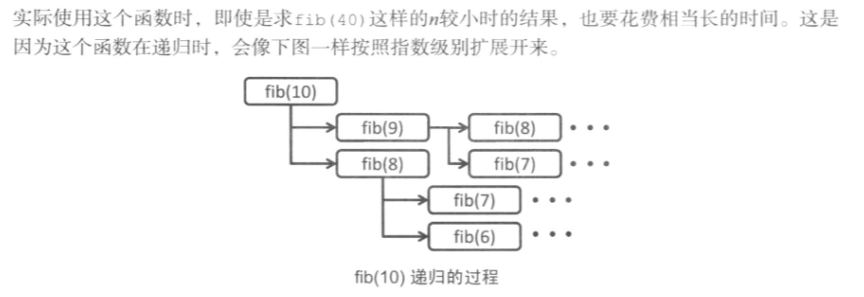 实际使用这个函数时，即使是求fib(40)这样的n较小时的结果，也要花费相当长的时间。这是
因为这个函数在递归时，会像下图一样按照指数级别扩展开来。
fib(10)
fib(9) fib(8) • • •
fib(8) fib(7) • • •
fib(7) • • •
fib(6) • • •
fib(10) 递归的过程